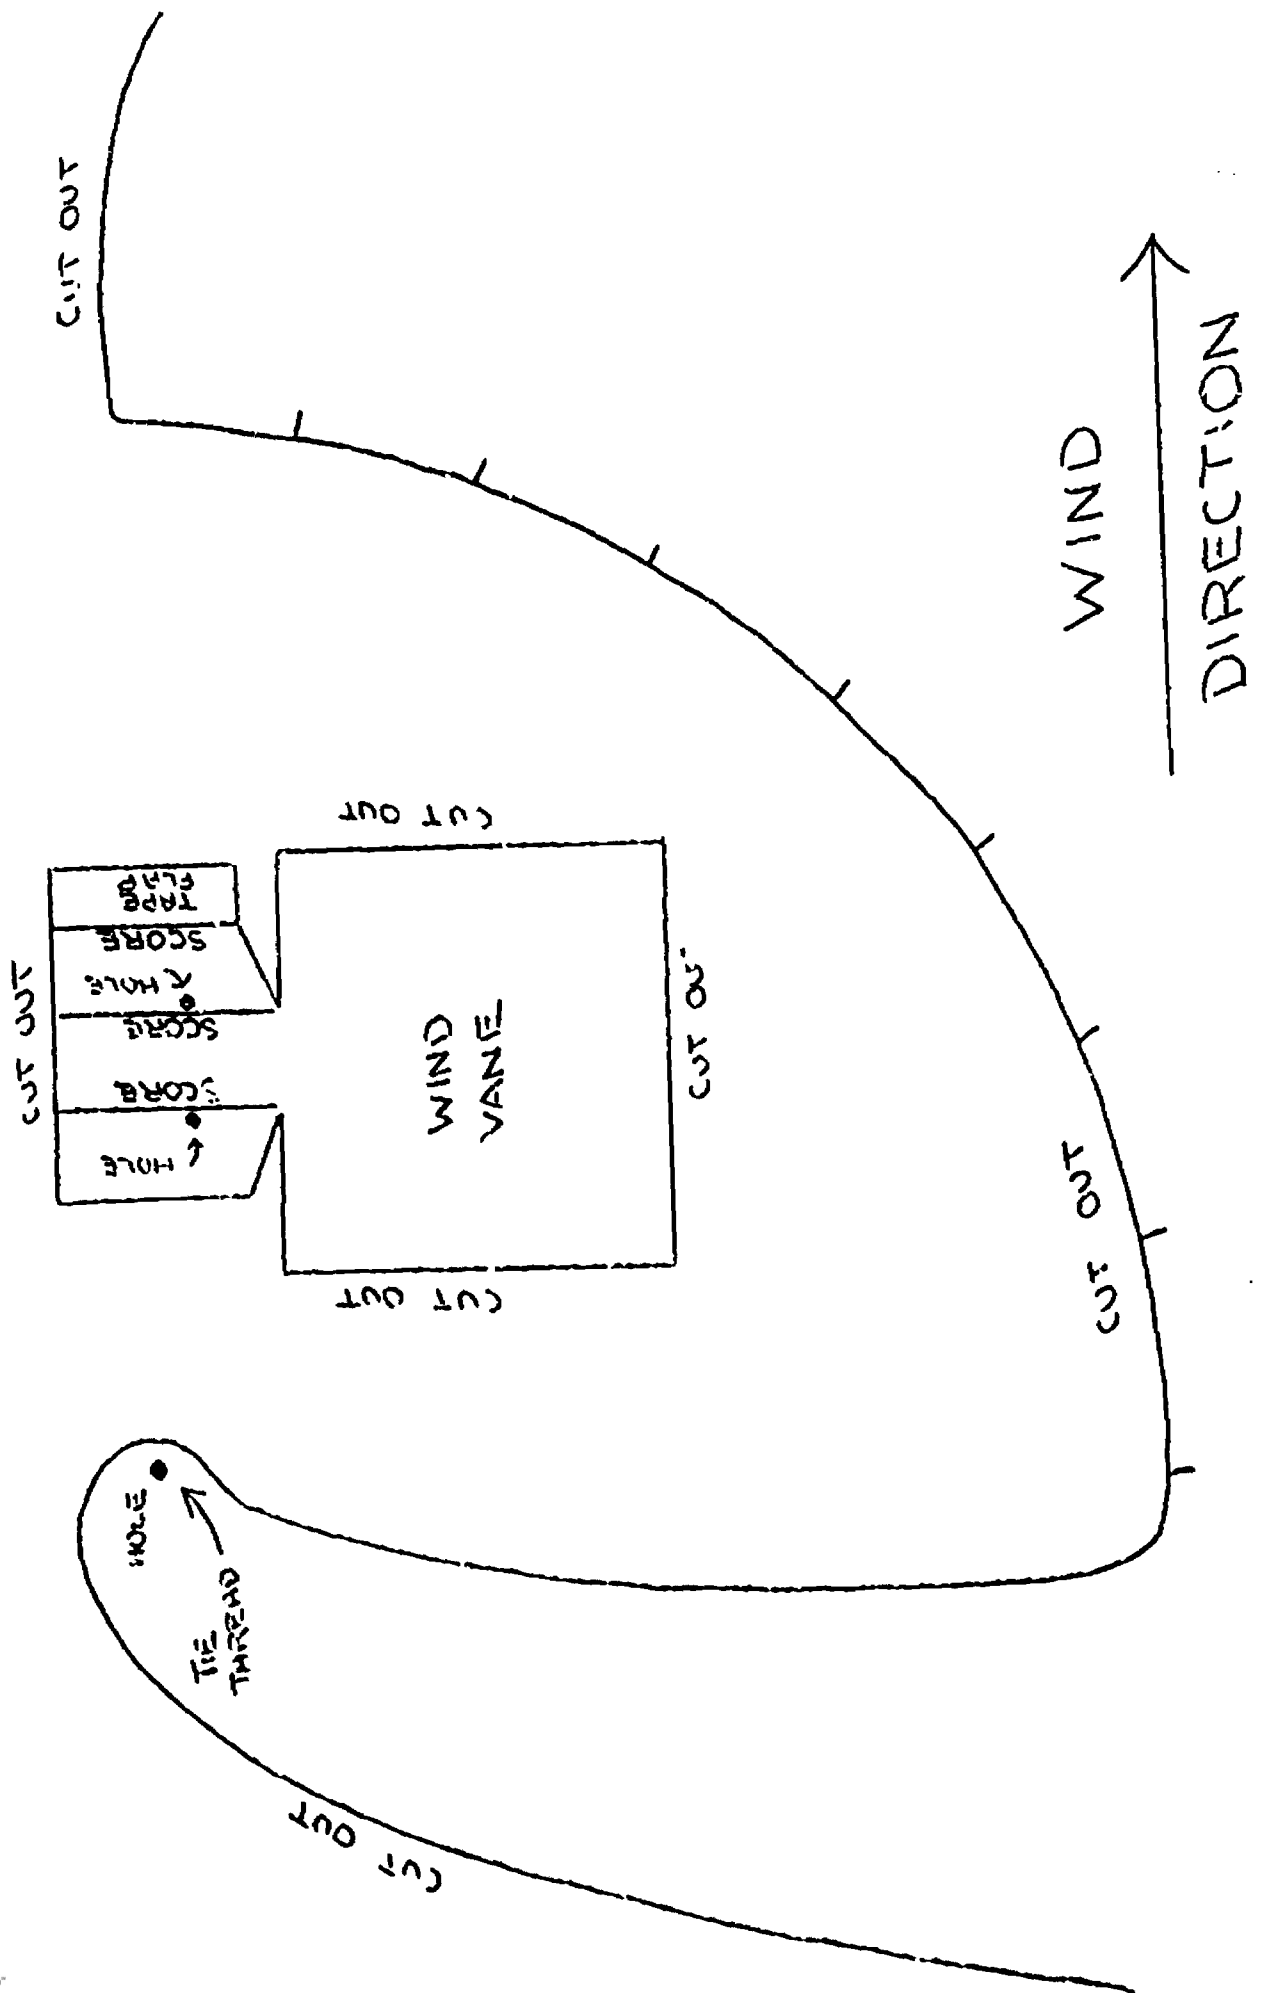 CUT OUT
CUT OUT
TAPE
FLAP
SCORE
HOLE
SCORE
SCORE
HOLE
CUT OUT
CUT OUT
WIND
VANE
CUT OUT
HOLE
TIE
THREAD
CUT OUT
CUT OUT
WIND
DIRECTION